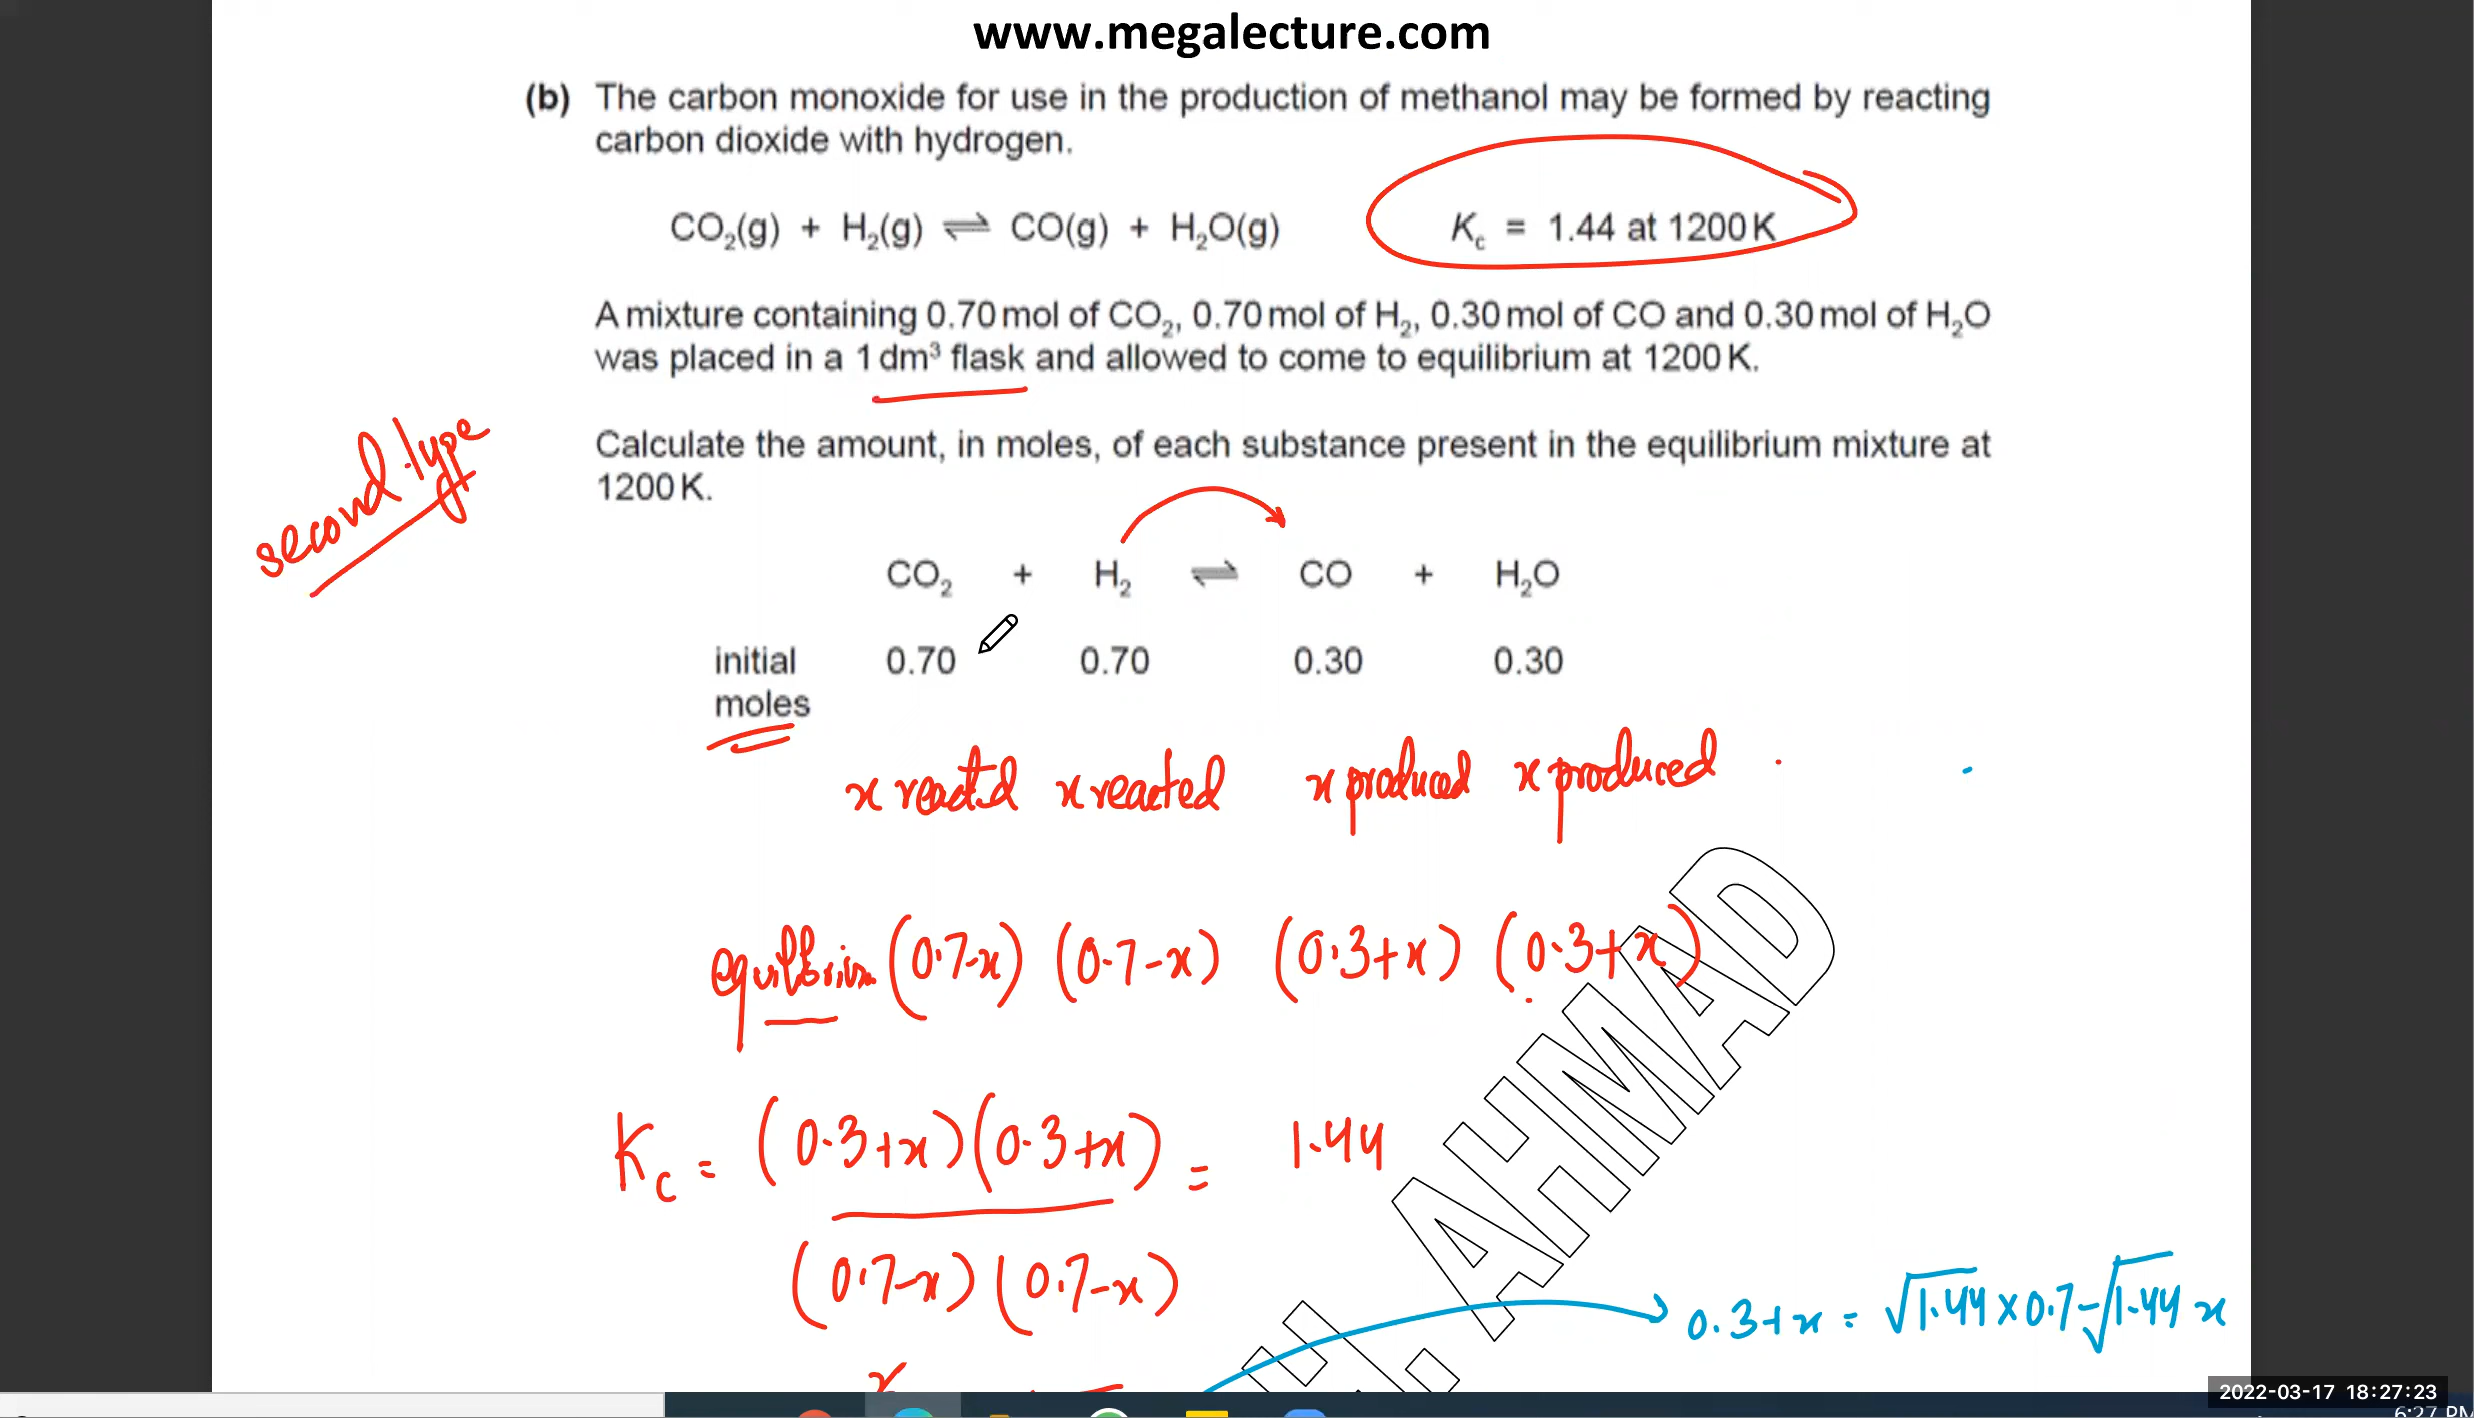 www.megalecture.com
(b) The carbon monoxide for use in the production of methanol may be formed by reacting
carbon dioxide with hydrogen.
CO₂(g) + H₂(g) ⇌ CO(g) + H₂O(g) K꜀ = 1.44 at 1200 K
A mixture containing 0.70 mol of CO₂, 0.70 mol of H₂, 0.30 mol of CO and 0.30 mol of H₂O
was placed in a 1 dm³ flask and allowed to come to equilibrium at 1200 K.
second type
Calculate the amount, in moles, of each substance present in the equilibrium mixture at
1200 K.
CO₂ + H₂ ⇌ CO + H₂O
initial 0.70 0.70 0.30 0.30
moles
x reacted x reacted x produced x produced
equilibrium (0.7-x) (0.7-x) (0.3+x) (0.3+x)
Kc = (0.3+x)(0.3+x) = 1.44
(0.7-x)(0.7-x)
0.3+x = √1.44 × 0.7 - √1.44 x
AHMAD
2022-03-17 18:27:23